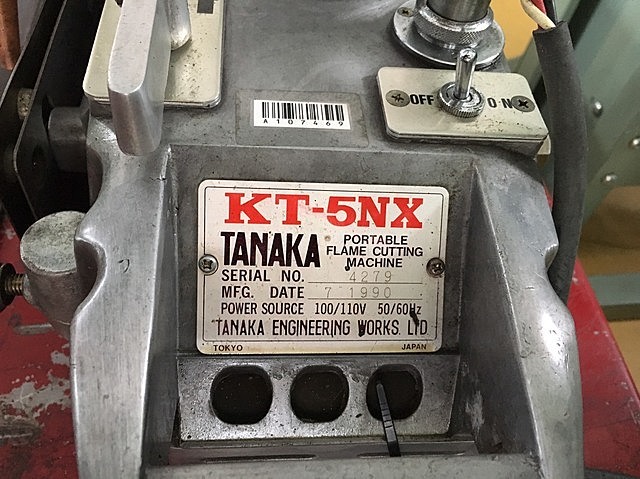 A107469
OFF ON
KT-5NX
TANAKA PORTABLE FLAME CUTTING MACHINE
SERIAL NO. 4279
MFG. DATE 7 1990
POWER SOURCE 100/110V 50/60Hz
TANAKA ENGINEERING WORKS. LTD
TOKYO JAPAN